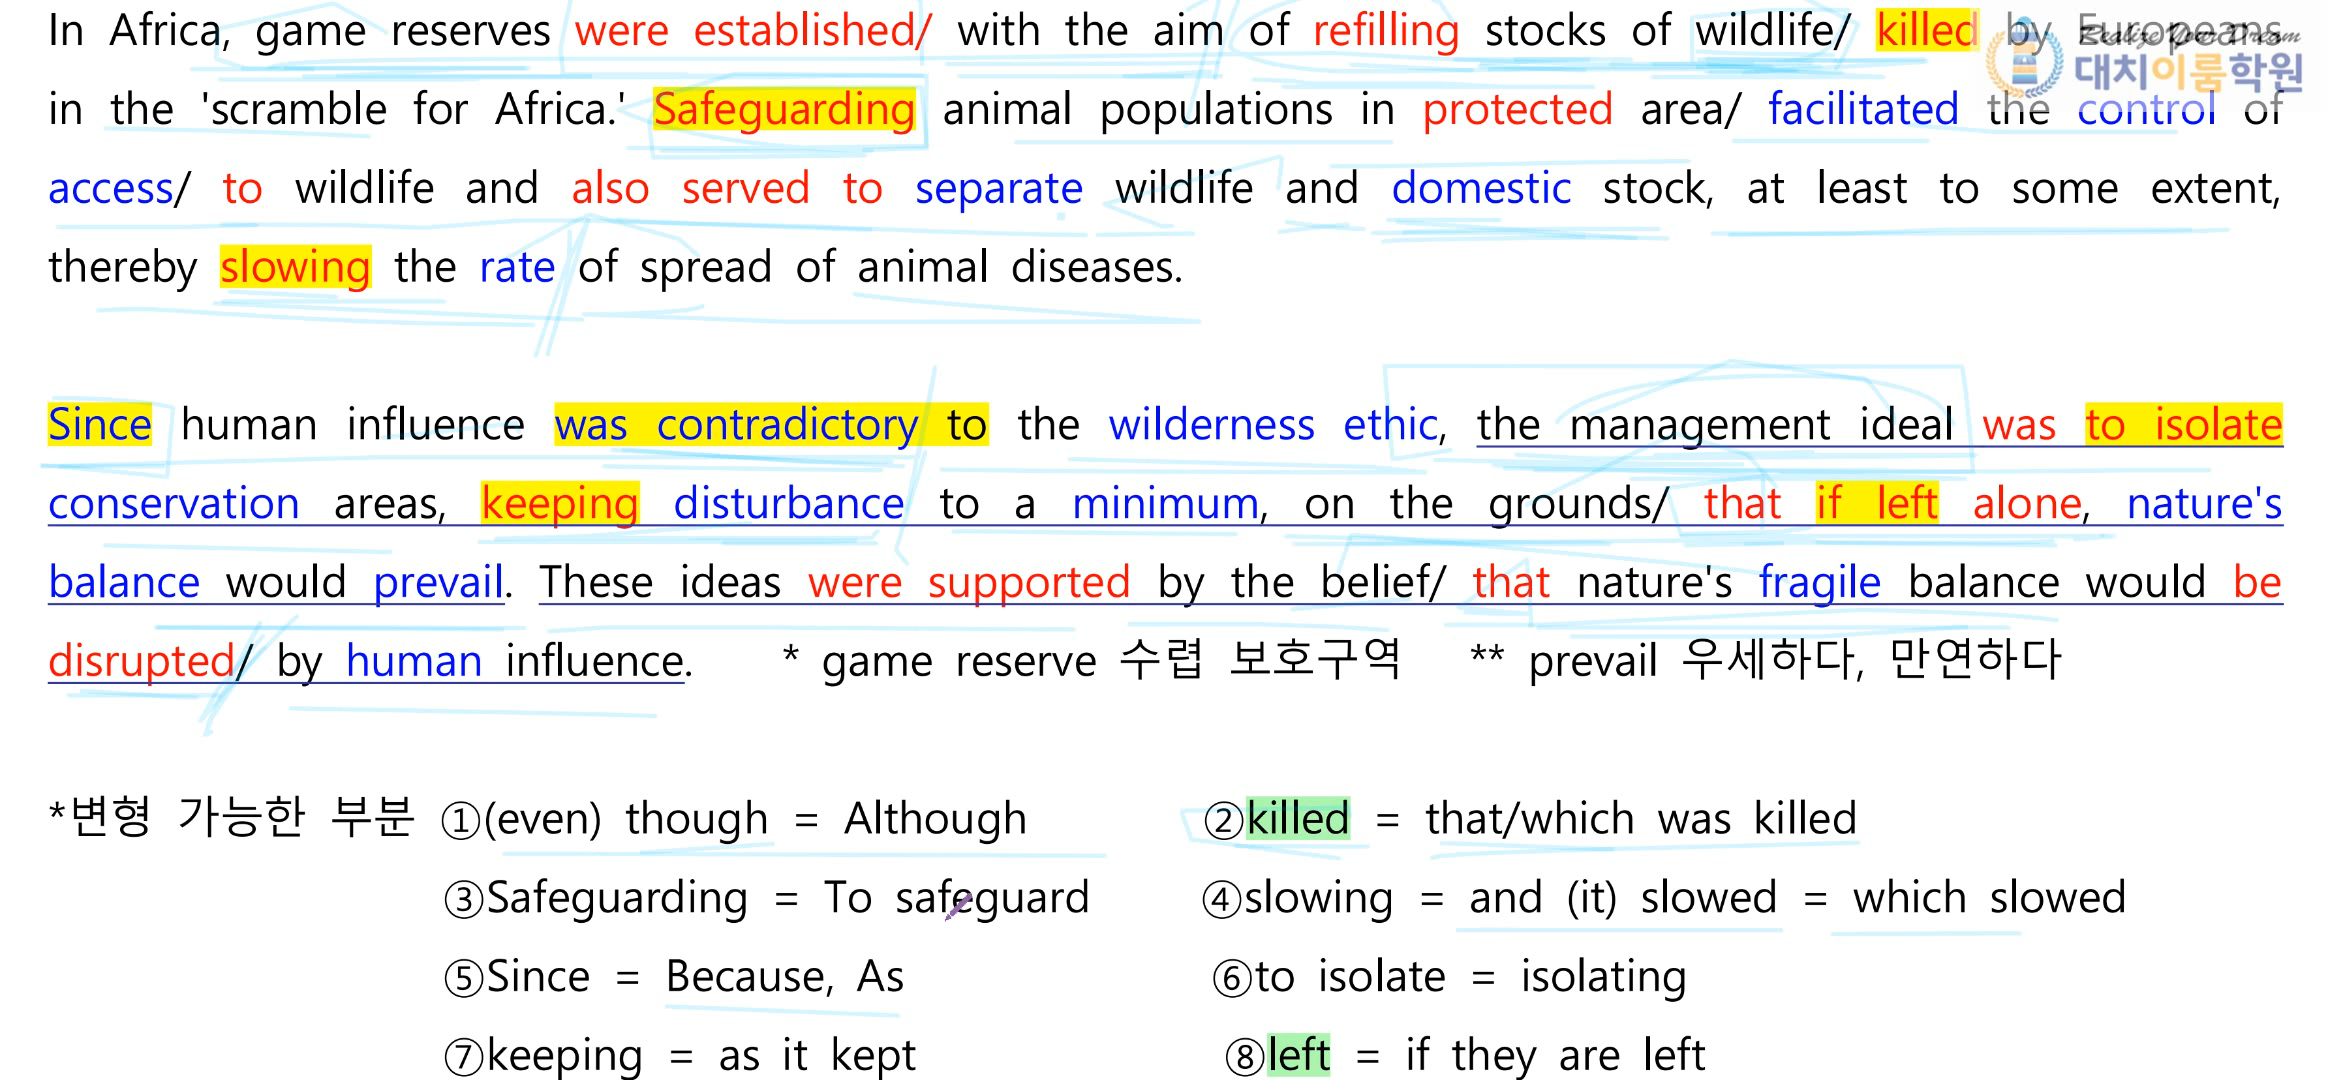 In Africa, game reserves were established/ with the aim of refilling stocks of wildlife/ killed by Europeans
Realize Your Dream
대치이룸학원
in the 'scramble for Africa.' Safeguarding animal populations in protected area/ facilitated the control of
access/ to wildlife and also served to separate wildlife and domestic stock, at least to some extent,
thereby slowing the rate of spread of animal diseases.
Since human influence was contradictory to the wilderness ethic, the management ideal was to isolate
conservation areas, keeping disturbance to a minimum, on the grounds/ that if left alone, nature's
balance would prevail. These ideas were supported by the belief/ that nature's fragile balance would be
disrupted/ by human influence. * game reserve 수렵 보호구역 ** prevail 우세하다, 만연하다
*변형 가능한 부분 ①(even) though = Although ②killed = that/which was killed
③Safeguarding = To safeguard ④slowing = and (it) slowed = which slowed
⑤Since = Because, As ⑥to isolate = isolating
⑦keeping = as it kept ⑧left = if they are left